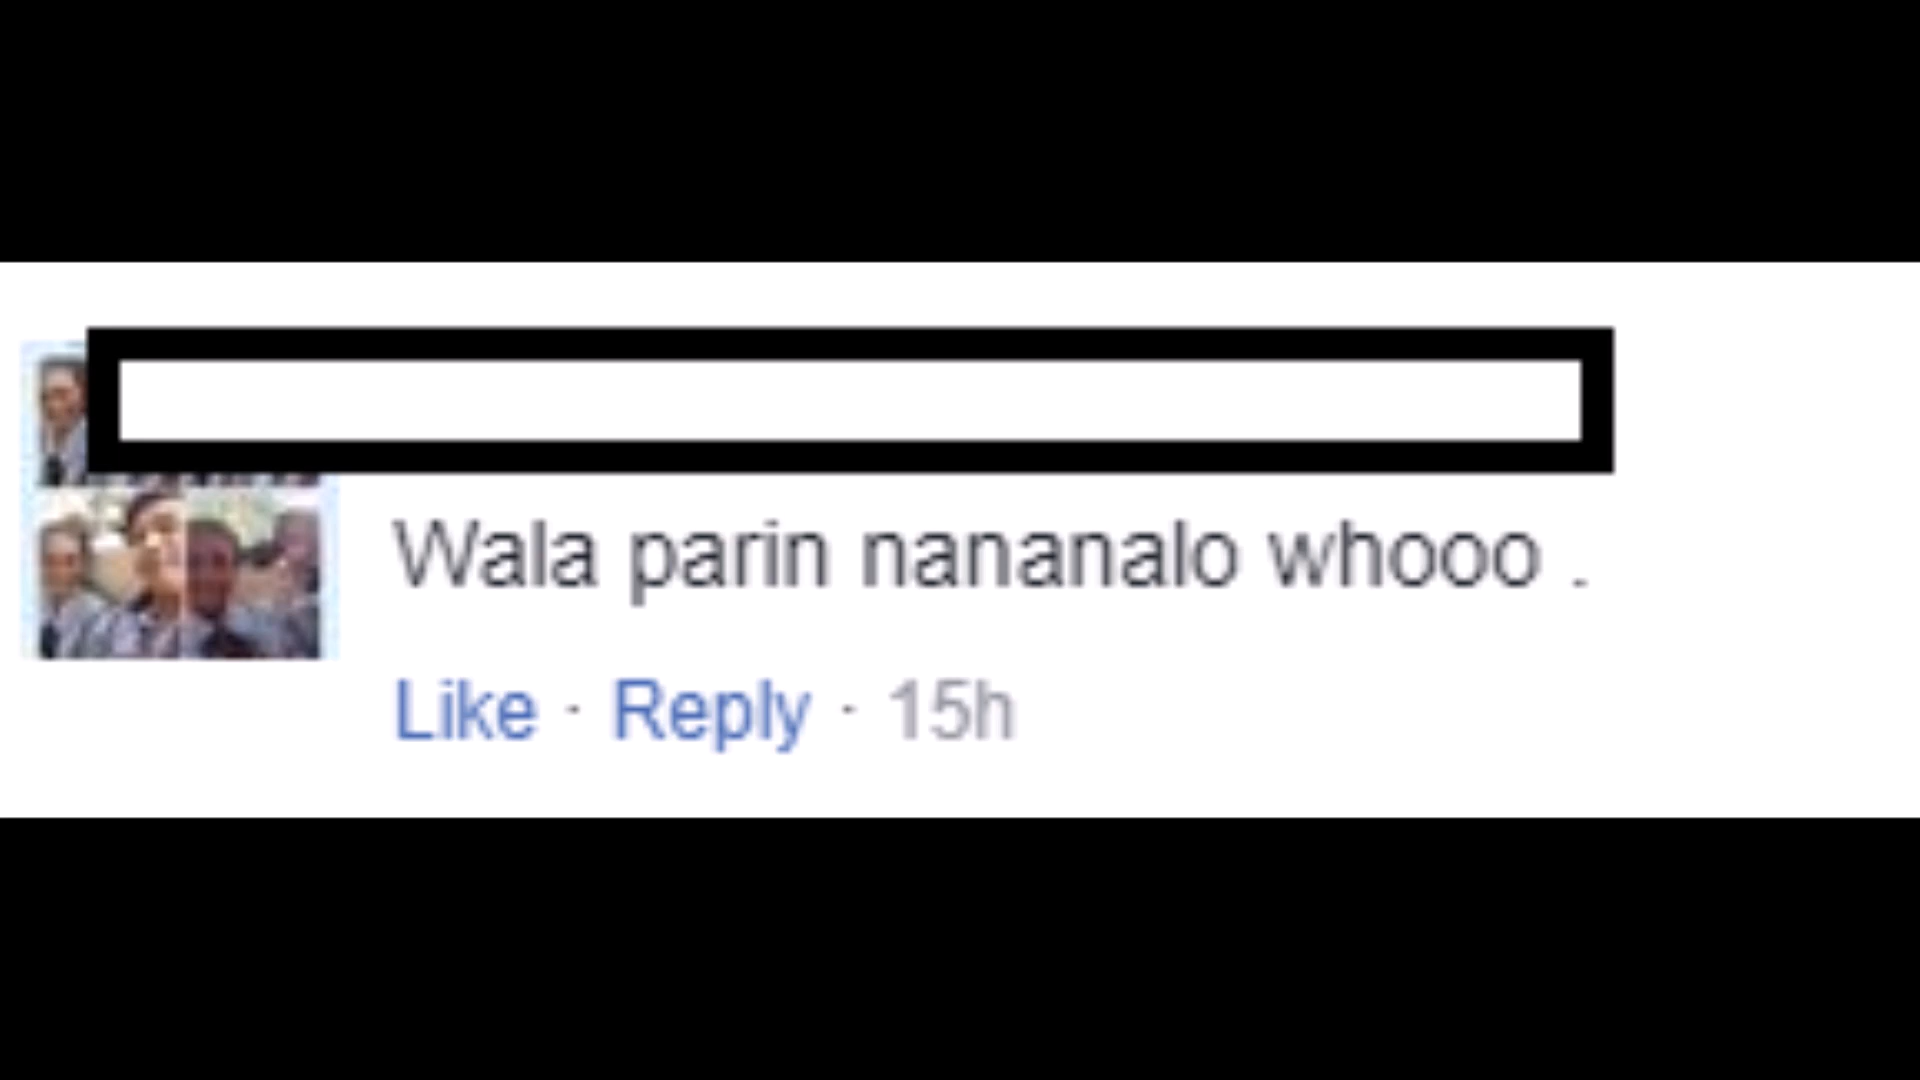 Wala parin nananalo whooo .
Like · Reply · 15h